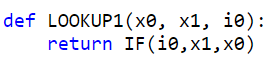 def LOOKUP1(x0, x1, i0):
    return IF(i0,x1,x0)